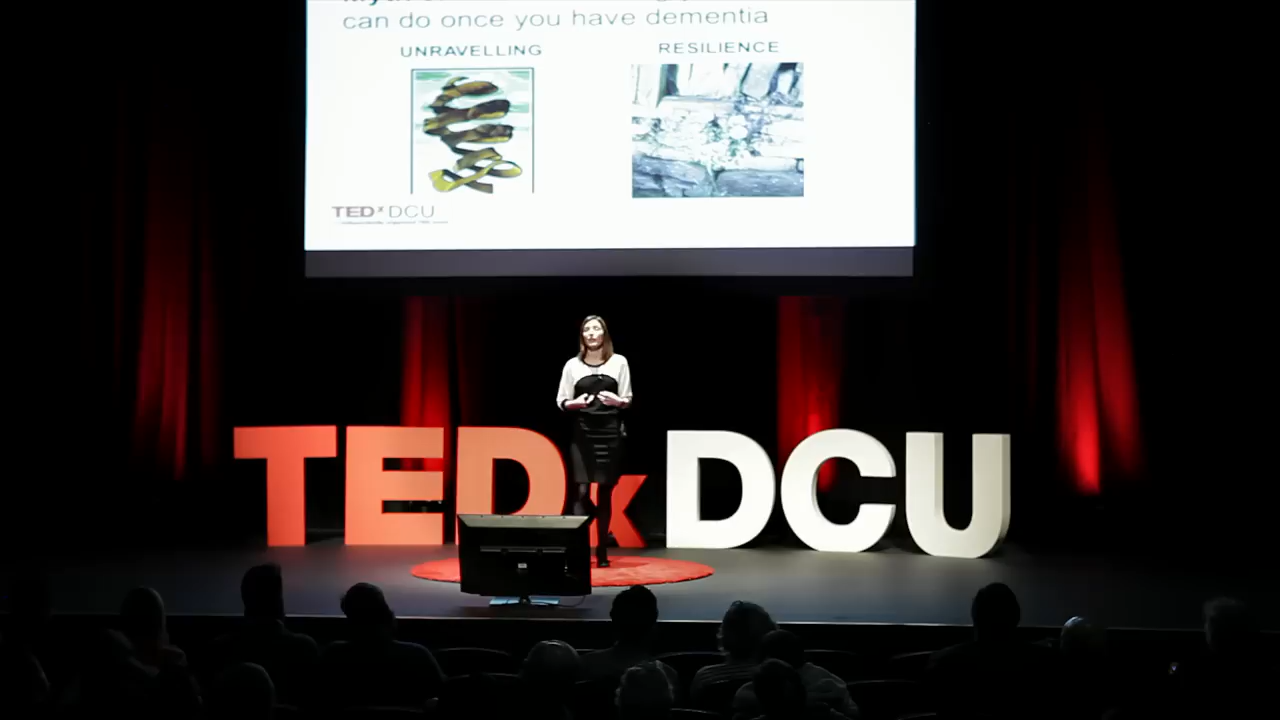 can do once you have dementia
UNRAVELLING
RESILIENCE
TEDxDCU
TEDxDCU